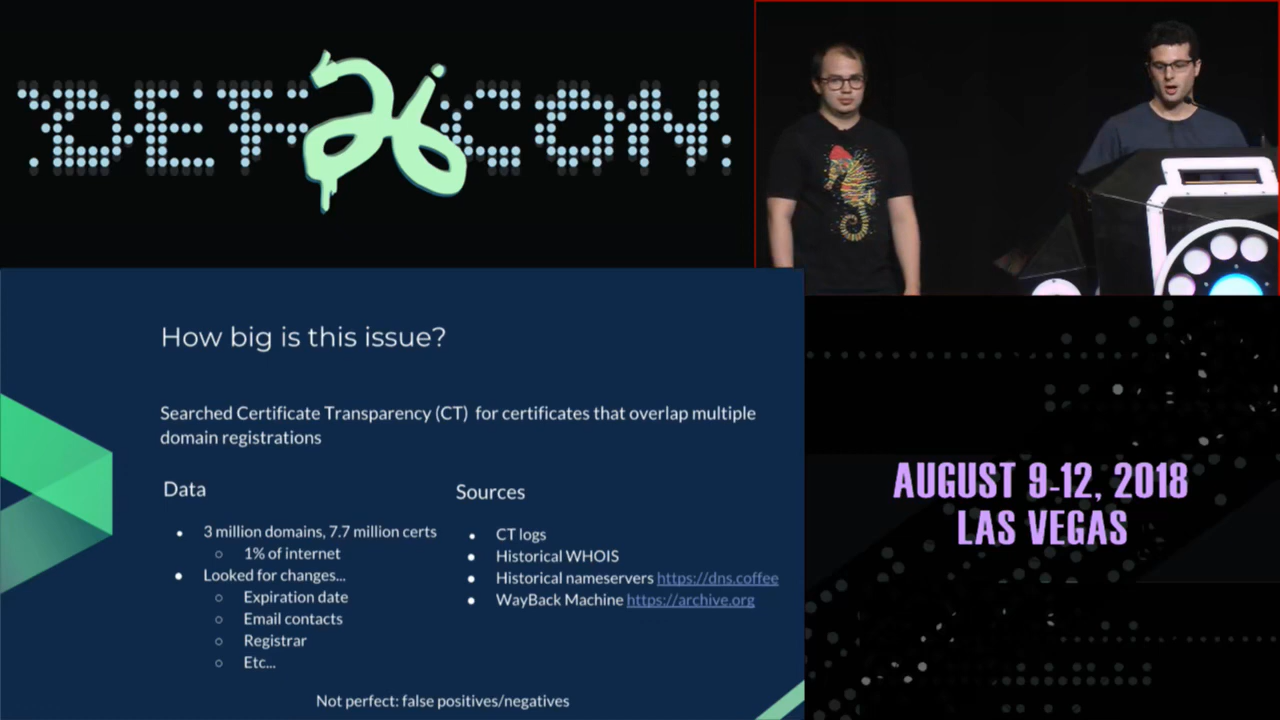 DEF 26 CON
How big is this issue?
Searched Certificate Transparency (CT) for certificates that overlap multiple
domain registrations
Data
3 million domains, 7.7 million certs
1% of internet
Looked for changes...
Expiration date
Email contacts
Registrar
Etc...
Sources
CT logs
Historical WHOIS
Historical nameservers https://dns.coffee
WayBack Machine https://archive.org
Not perfect: false positives/negatives
AUGUST 9-12, 2018
LAS VEGAS